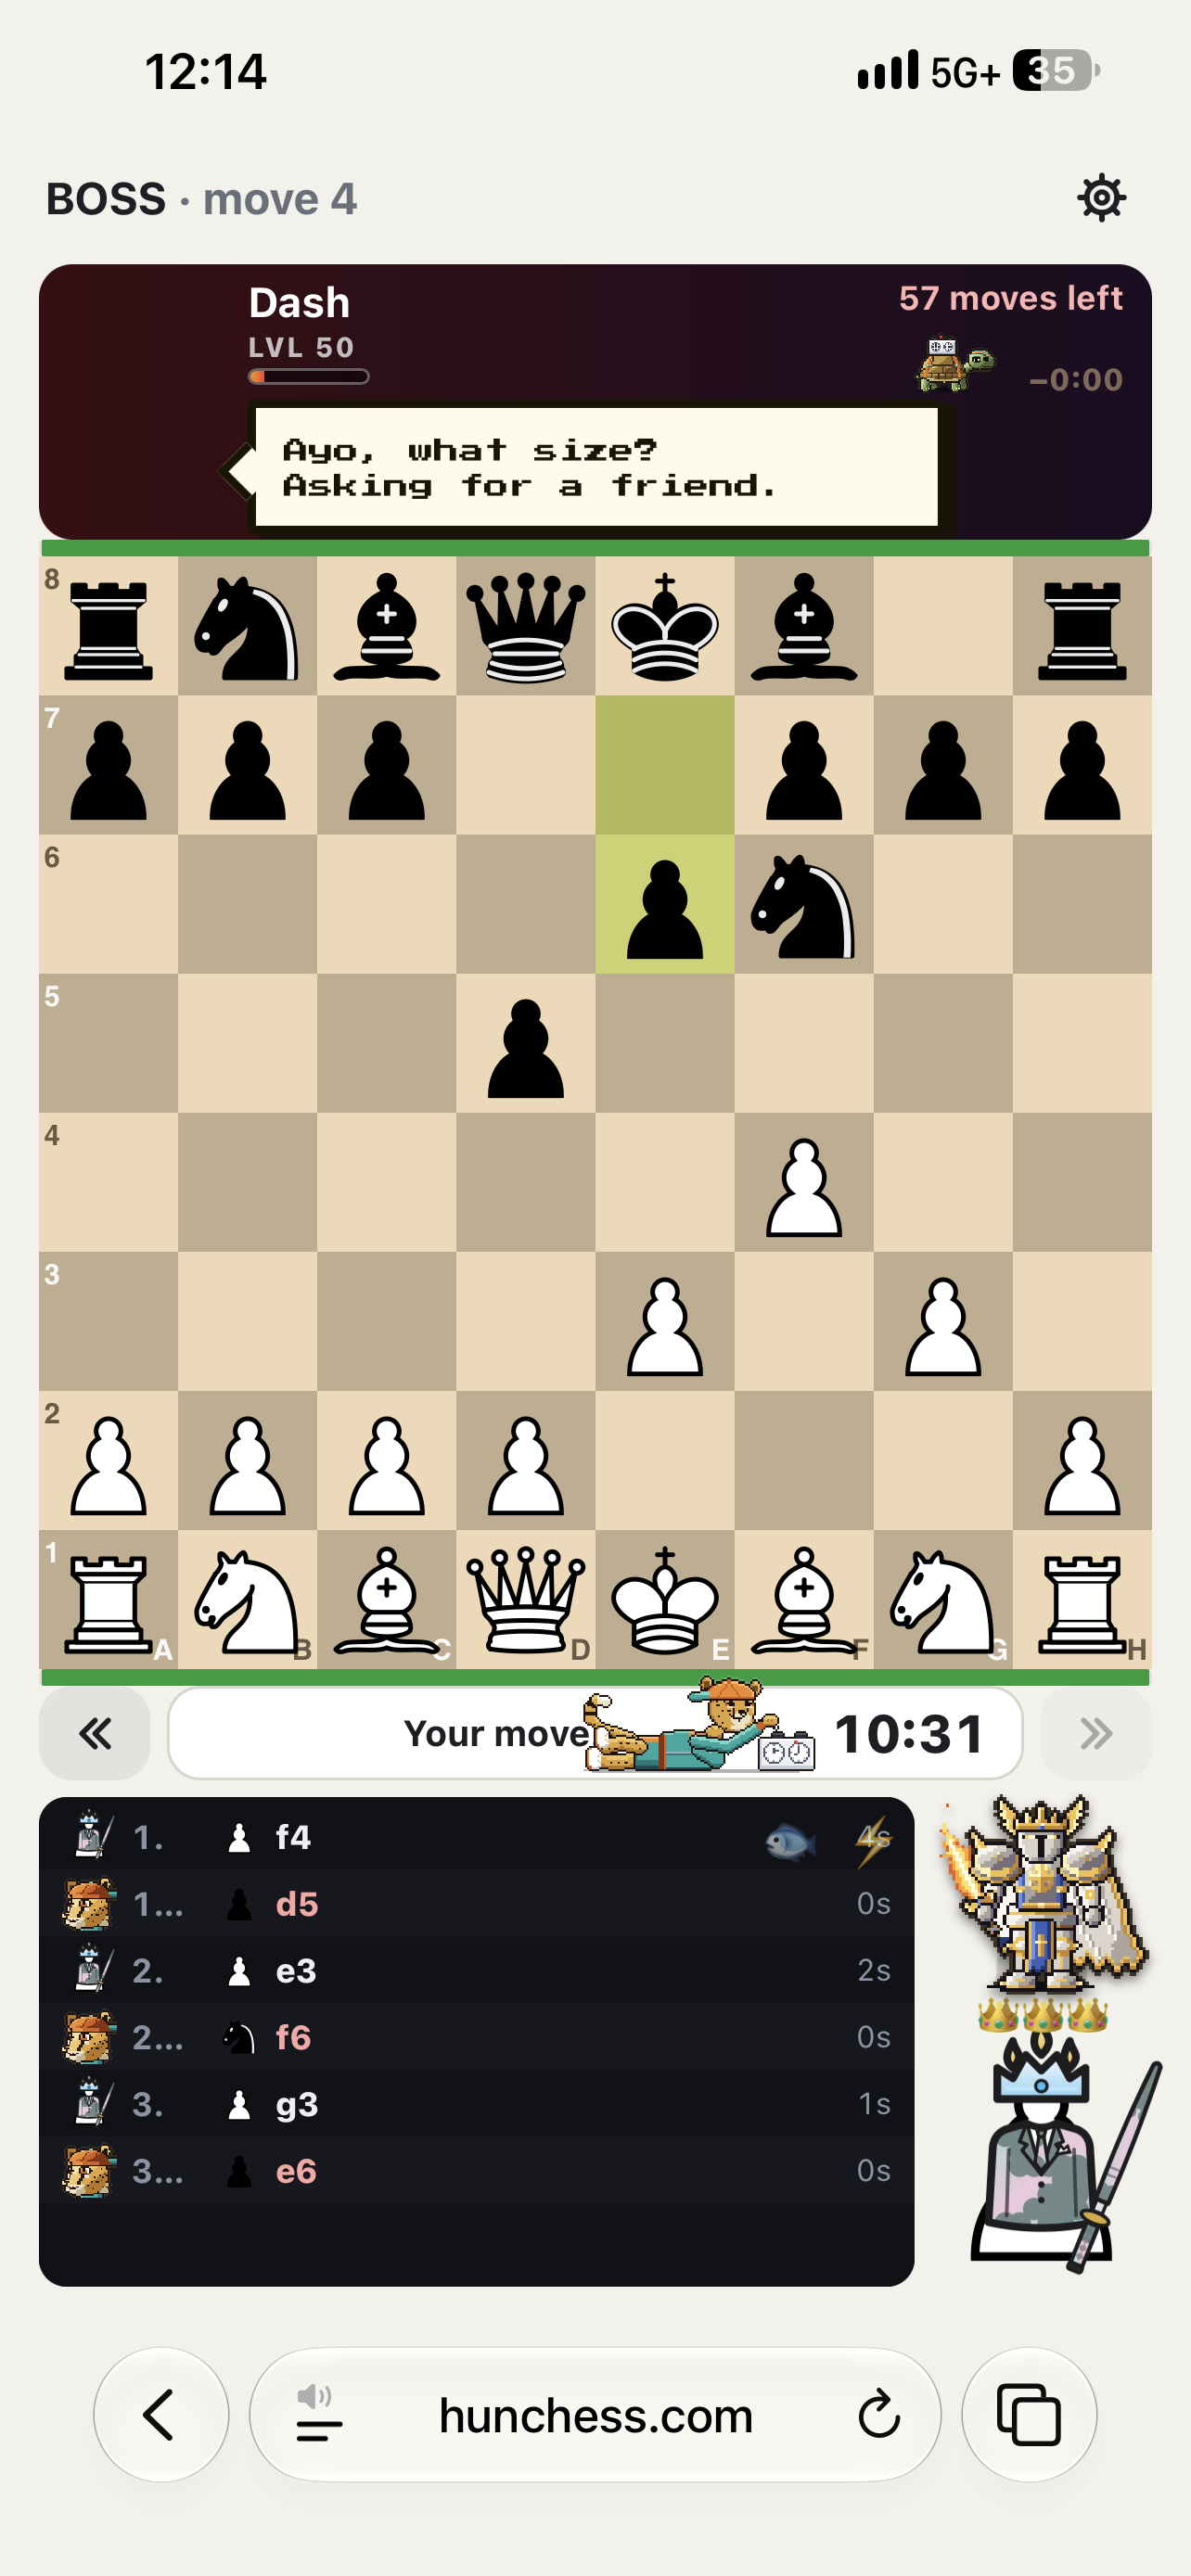 12:14
5G+ 35
BOSS · move 4
Dash
57 moves left
LVL 50
–0:00
Ayo, what size?
Asking for a friend.
8
7
6
5
4
3
2
1
A B C D E F G H
Your move
10:31
1. f4 4s
1... d5 0s
2. e3 2s
2... f6 0s
3. g3 1s
3... e6 0s
hunchess.com